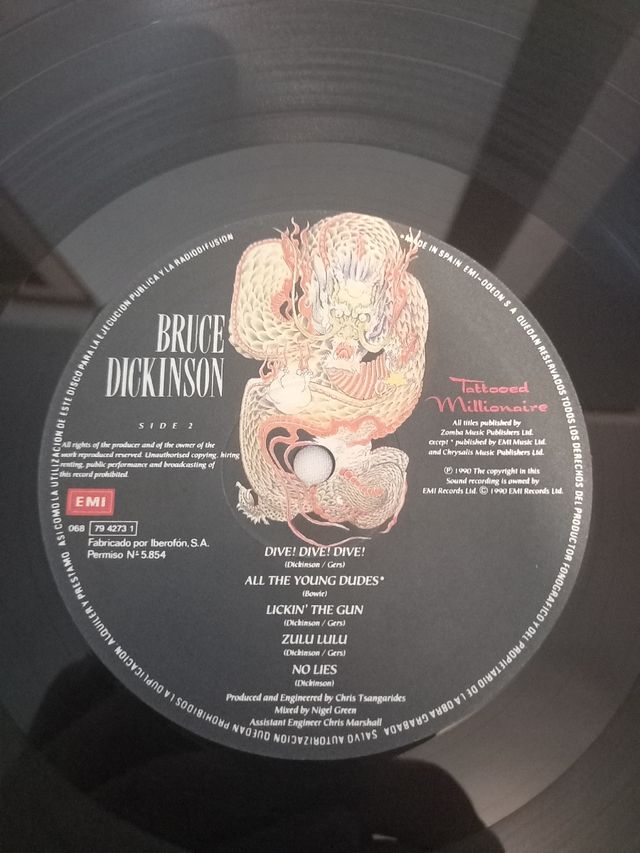 BRUCE
DICKINSON
SIDE 2
All rights of the producer and of the owner of the
work reproduced reserved. Unauthorised copying, hiring
renting, public performance and broadcasting of
this record prohibited.
EMI
068 79 4273 1
Fabricado por Iberofón, S.A.
Permiso Nº 5.854
Tattooed
Millionaire
All titles published by
Zomba Music Publishers Ltd.
except * published by EMI Music Ltd.
and Chrysalis Music Publishers Ltd.
℗ 1990 The copyright in this
Sound recording is owned by
EMI Records Ltd. © 1990 EMI Records Ltd.
DIVE! DIVE! DIVE!
(Dickinson / Gers)
ALL THE YOUNG DUDES*
(Bowie)
LICKIN' THE GUN
(Dickinson / Gers)
ZULU LULU
(Dickinson / Gers)
NO LIES
(Dickinson)
Produced and Engineered by Chris Tsangarides
Mixed by Nigel Green
Assistant Engineer Chris Marshall
MADE IN SPAIN EMI-ODEON S A QUEDAN RESERVADOS TODOS LOS DERECHOS DEL PRODUCTOR FONOGRAFICO Y DEL PROPIETARIO DE LA OBRA GRABADA SALVO AUTORIZACION QUEDAN PROHIBIDOS LA DUPLICACION ALQUILER Y PRESTAMO ASI COMO LA UTILIZACION DE ESTE DISCO PARA LA EJECUCION PUBLICA Y LA RADIODIFUSION